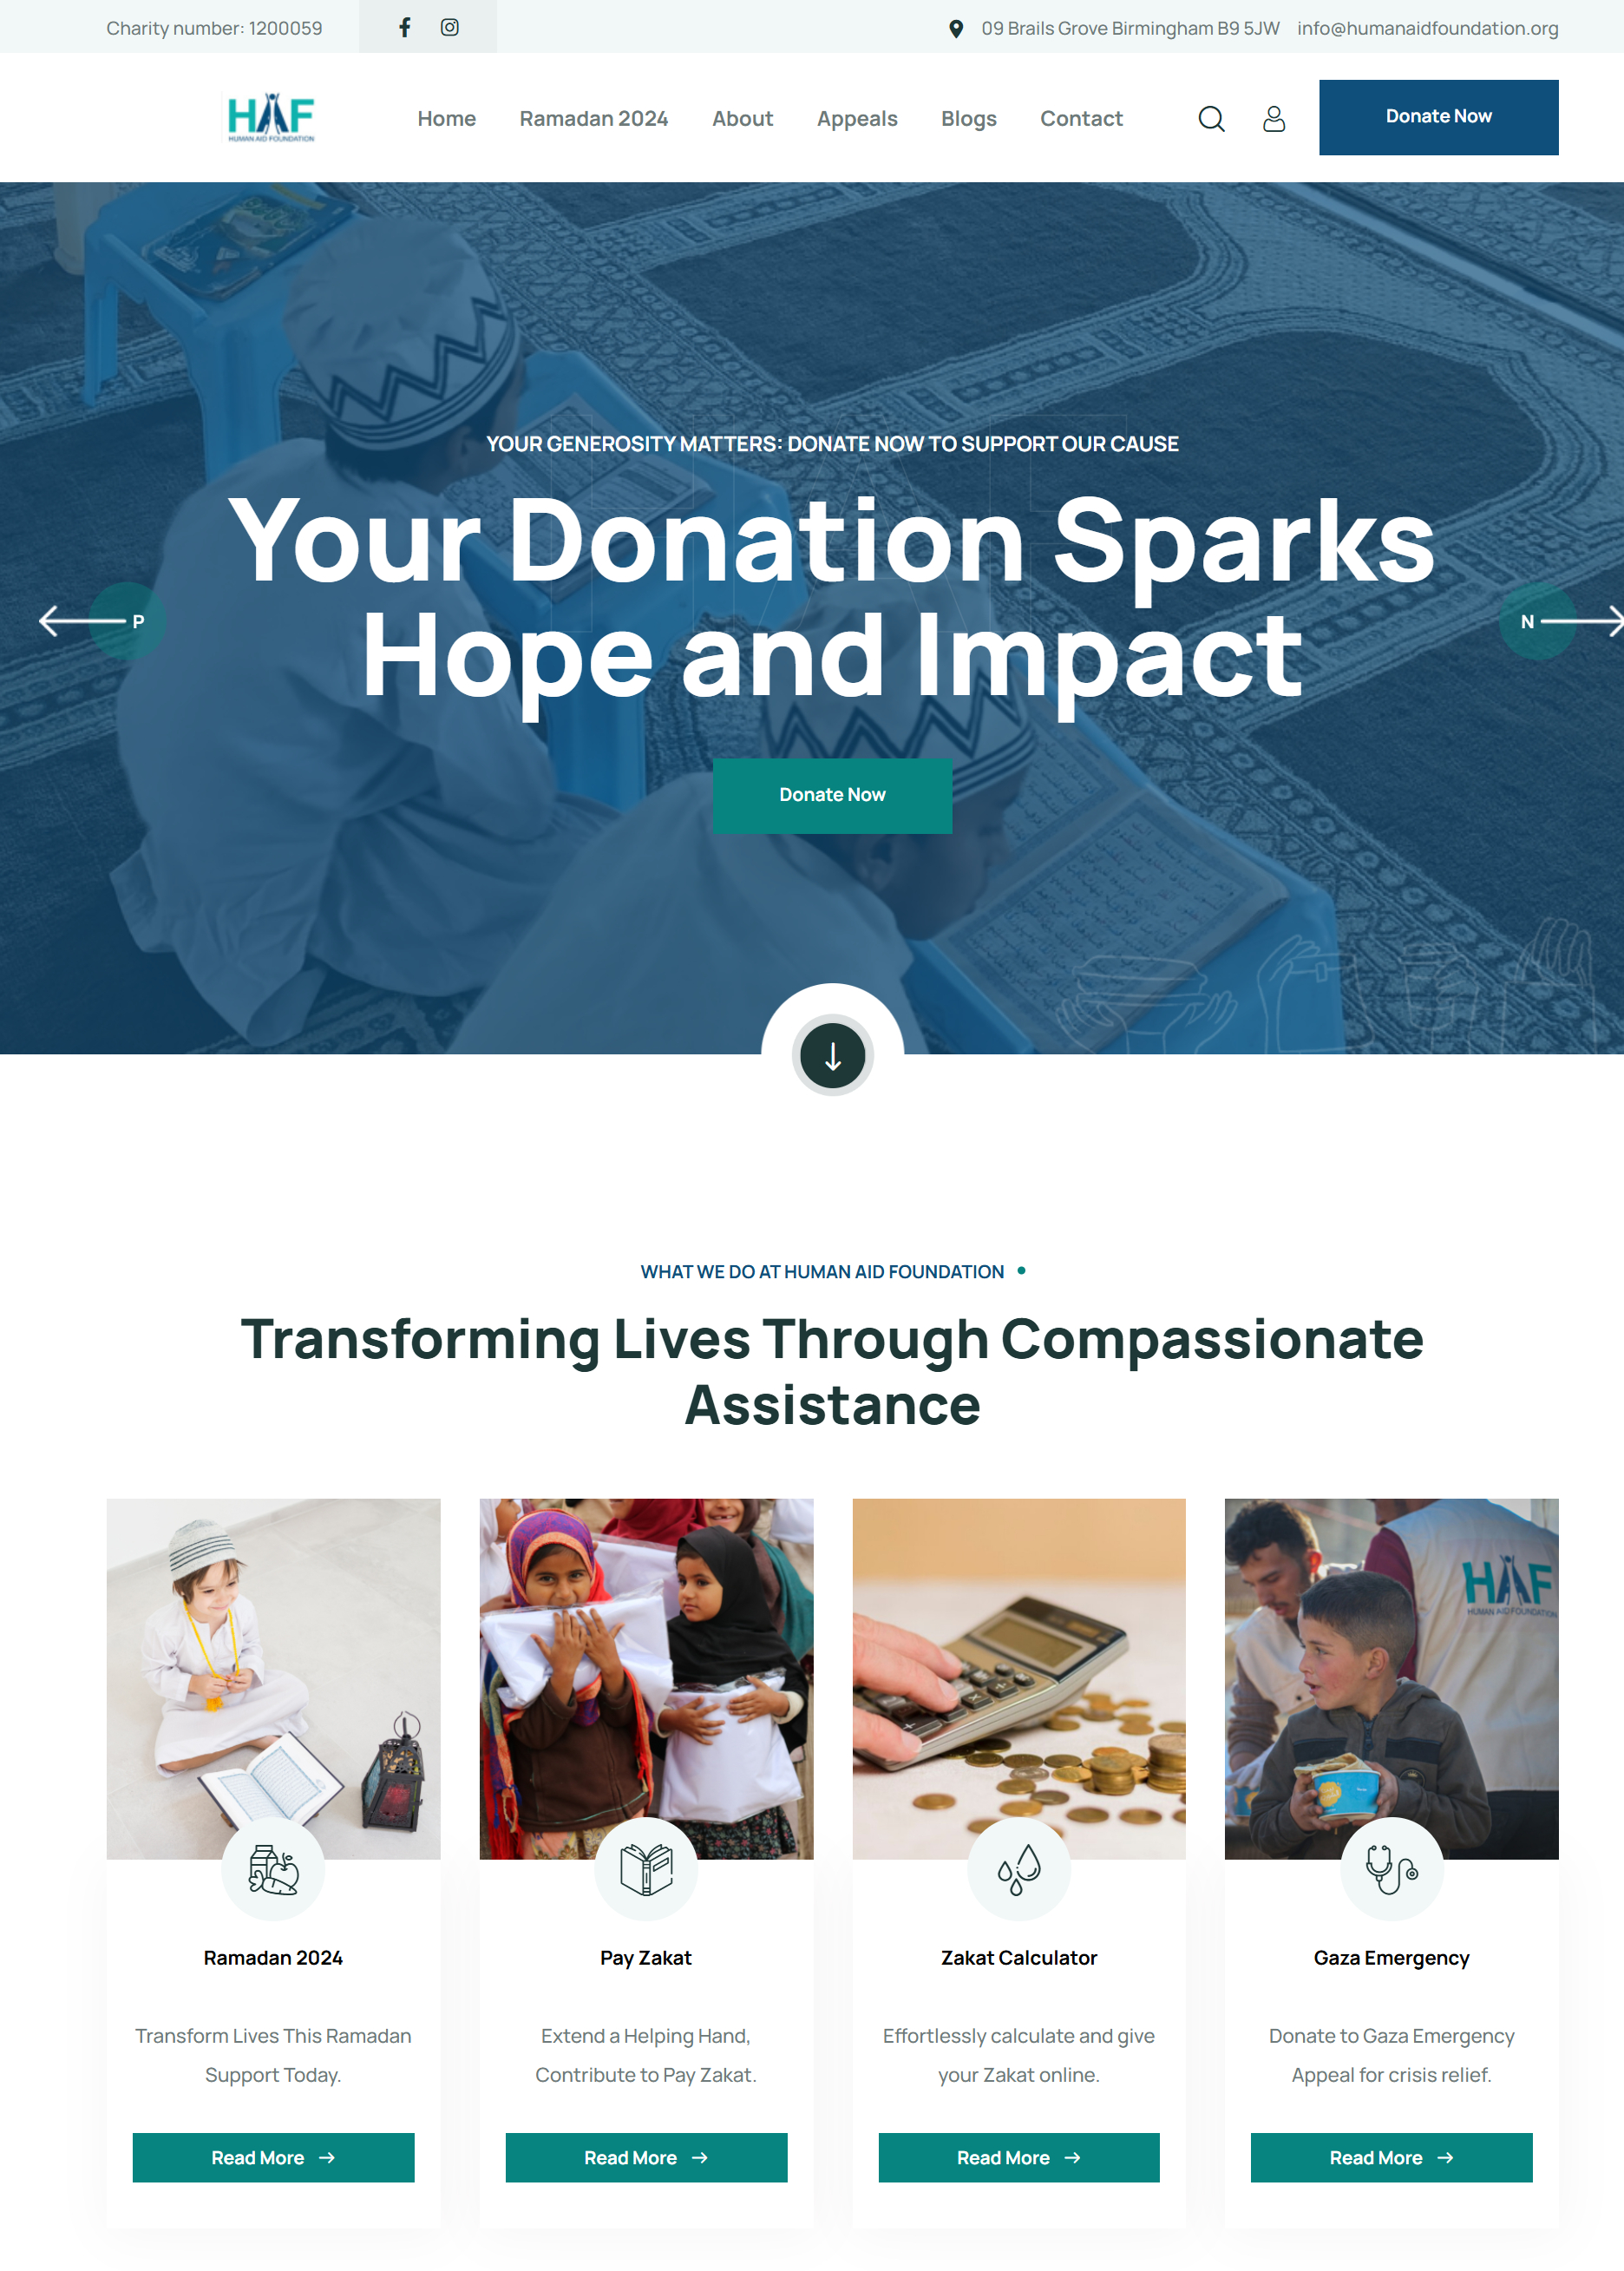 Charity number: 1200059
09 Brails Grove Birmingham B9 5JW info@humanaidfoundation.org
HAF
HUMAN AID FOUNDATION
Home Ramadan 2024 About Appeals Blogs Contact
Donate Now
YOUR GENEROSITY MATTERS: DONATE NOW TO SUPPORT OUR CAUSE
Your Donation Sparks
Hope and Impact
P
N
Donate Now
WHAT WE DO AT HUMAN AID FOUNDATION
Transforming Lives Through Compassionate
Assistance
HAF
HUMAN AID FOUNDATION
Ramadan 2024
Transform Lives This Ramadan
Support Today.
Read More
Pay Zakat
Extend a Helping Hand,
Contribute to Pay Zakat.
Read More
Zakat Calculator
Effortlessly calculate and give
your Zakat online.
Read More
Gaza Emergency
Donate to Gaza Emergency
Appeal for crisis relief.
Read More